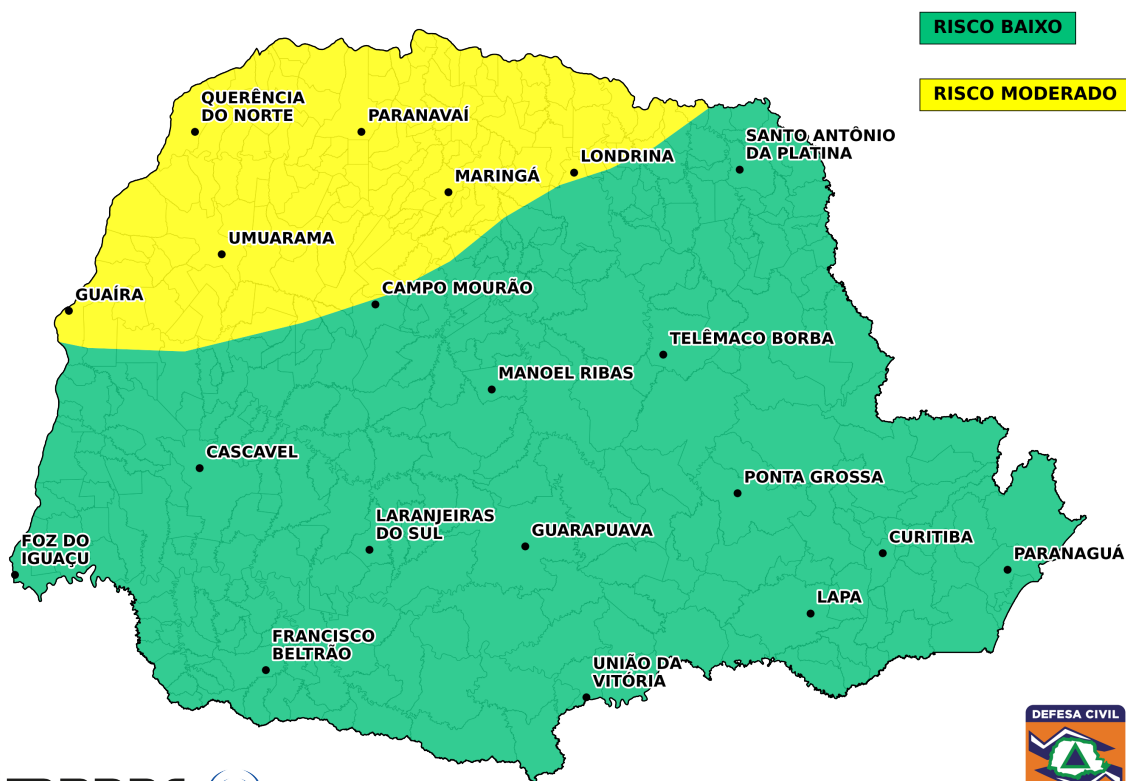 RISCO BAIXO
RISCO MODERADO
QUERÊNCIA
DO NORTE
PARANAVAÍ
SANTO ANTÔNIO
DA PLATINA
LONDRINA
MARINGÁ
UMUARAMA
GUAÍRA
CAMPO MOURÃO
TELÊMACO BORBA
MANOEL RIBAS
CASCAVEL
PONTA GROSSA
LARANJEIRAS
DO SUL
GUARAPUAVA
CURITIBA
FOZ DO
IGUAÇU
PARANAGUÁ
LAPA
FRANCISCO
BELTRÃO
UNIÃO DA
VITÓRIA
DEFESA CIVIL